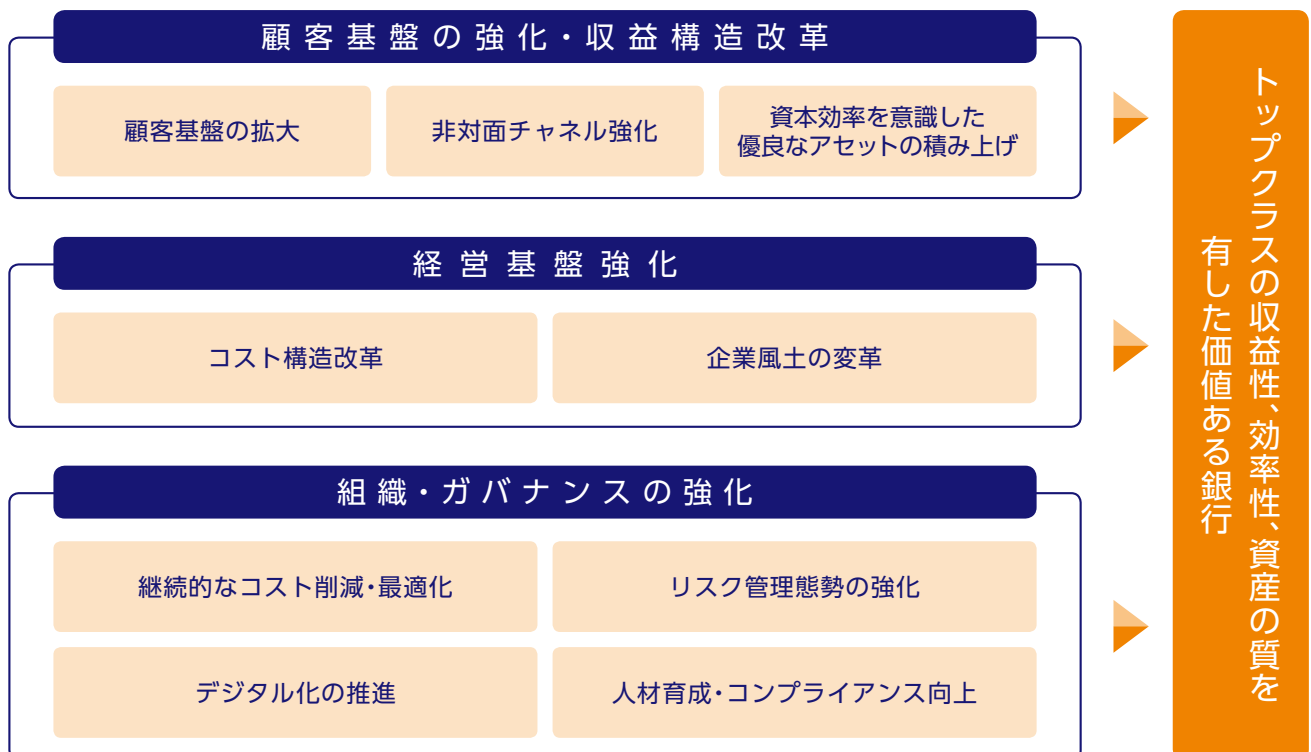 顧客基盤の強化・収益構造改革
顧客基盤の拡大
非対面チャネル強化
資本効率を意識した
優良なアセットの積み上げ
経営基盤強化
コスト構造改革
企業風土の変革
組織・ガバナンスの強化
継続的なコスト削減・最適化
リスク管理態勢の強化
デジタル化の推進
人材育成・コンプライアンス向上
トップクラスの収益性、効率性、資産の質を
有した価値ある銀行